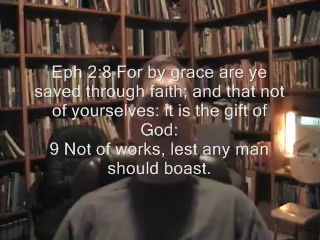 Eph 2:8 For by grace are ye
saved through faith; and that not
of yourselves: it is the gift of
God:
9 Not of works, lest any man
should boast.